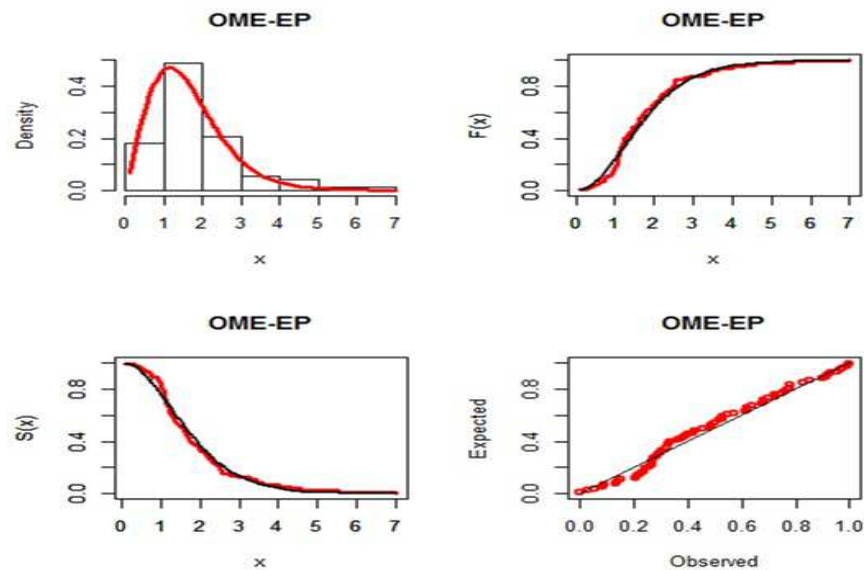 OME-EP
Density
0.0 0.2 0.4
0 1 2 3 4 5 6 7
x
OME-EP
F(x)
0.0 0.4 0.8
0 1 2 3 4 5 6 7
x
OME-EP
S(x)
0.0 0.4 0.8
0 1 2 3 4 5 6 7
x
OME-EP
Expected
0.0 0.4 0.8
0.0 0.2 0.4 0.6 0.8 1.0
Observed